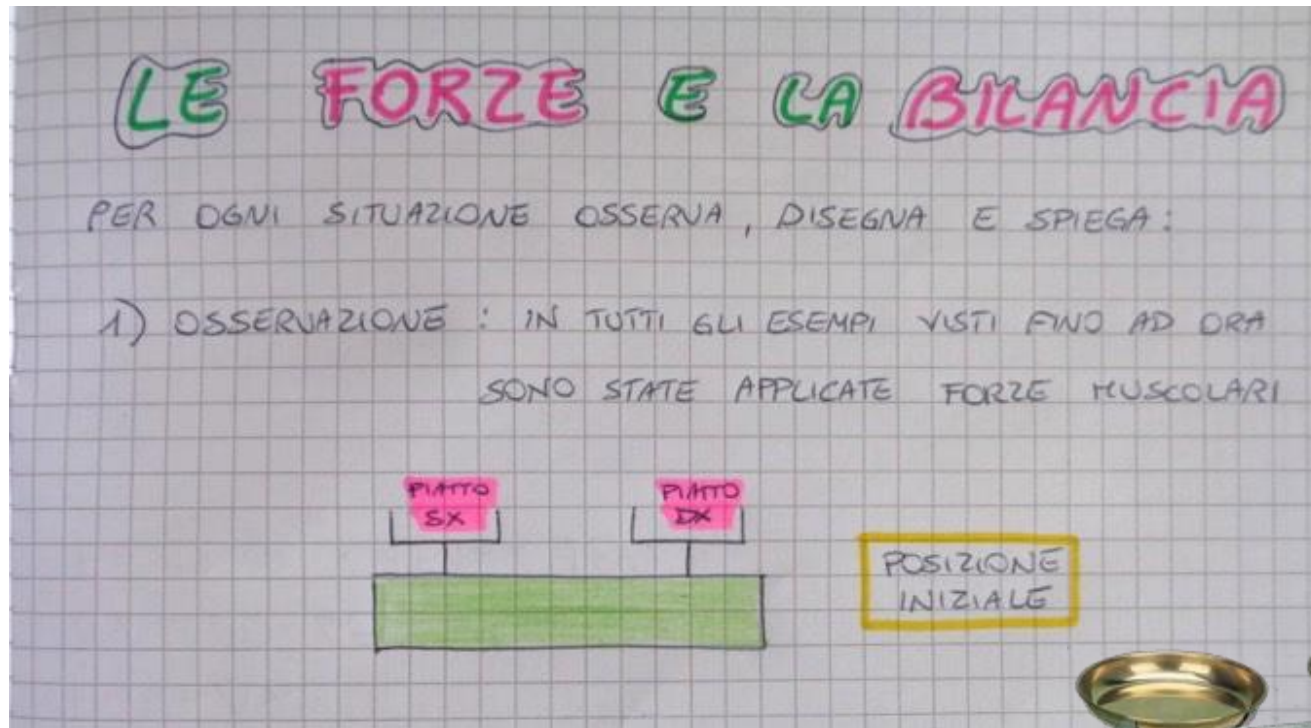 LE FORZE E LA BILANCIA
PER OGNI SITUAZIONE OSSERVA, DISEGNA E SPIEGA:
1) OSSERVAZIONE: IN TUTTI GLI ESEMPI VISTI FINO AD ORA
SONO STATE APPLICATE FORZE MUSCOLARI
PIATTO
SX
PIATTO
DX
POSIZIONE
INIZIALE